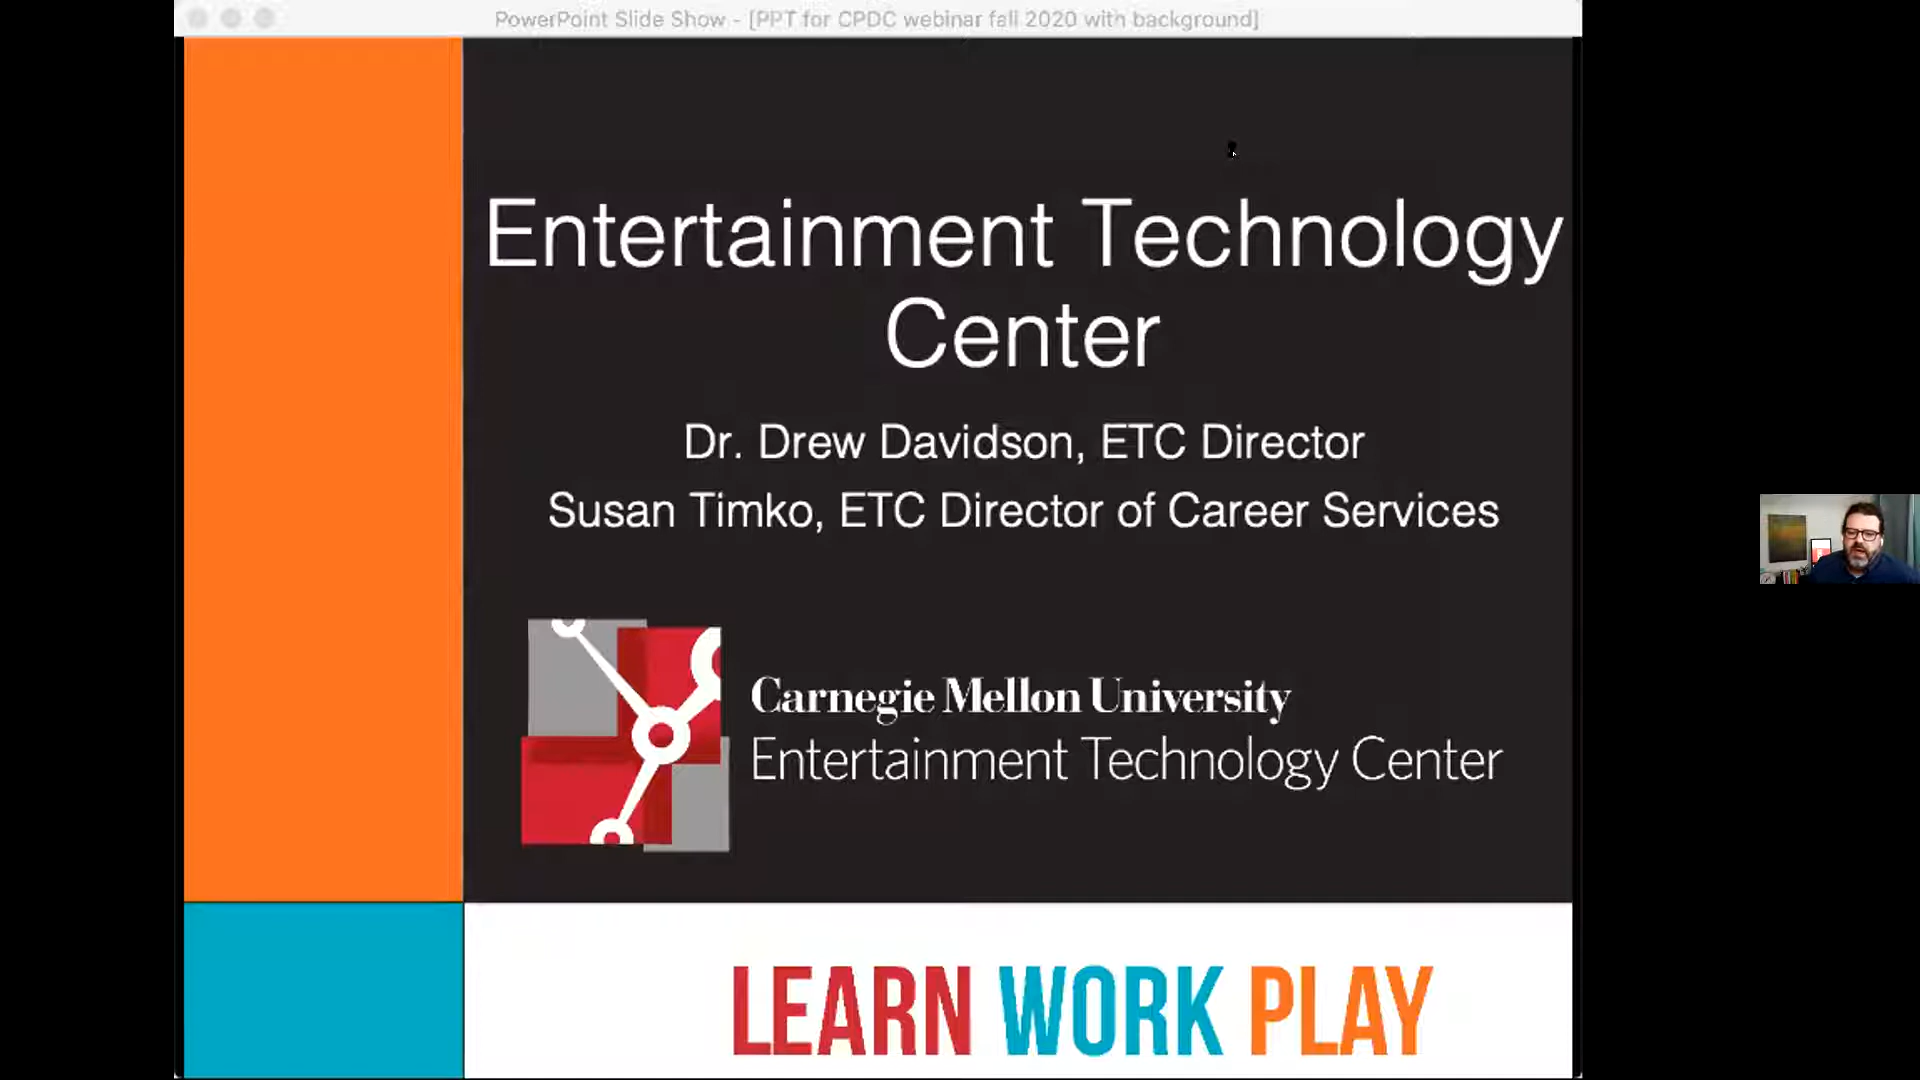 PowerPoint Slide Show - [PPT for CPDC webinar fall 2020 with background]
Entertainment Technology
Center
Dr. Drew Davidson, ETC Director
Susan Timko, ETC Director of Career Services
Carnegie Mellon University
Entertainment Technology Center
LEARN WORK PLAY